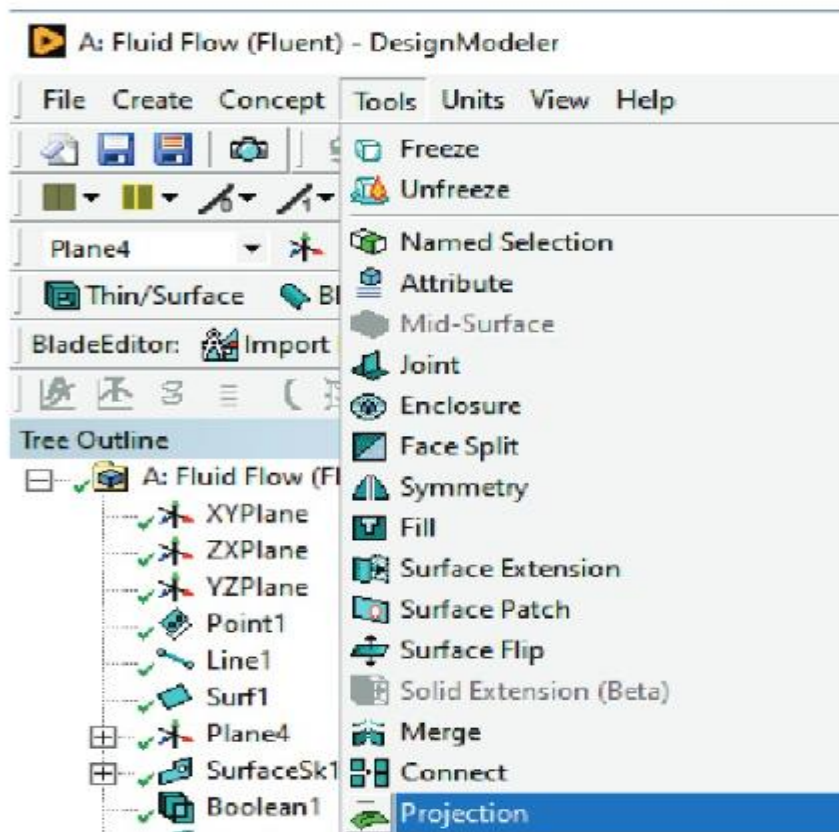 A: Fluid Flow (Fluent) - DesignModeler
File Create Concept Tools Units View Help
Freeze
Unfreeze
Plane4
Named Selection
Thin/Surface
Attribute
Mid-Surface
BladeEditor: Import
Joint
Enclosure
Tree Outline
Face Split
A: Fluid Flow (Fl
Symmetry
XYPlane
Fill
ZXPlane
Surface Extension
YZPlane
Surface Patch
Point1
Surface Flip
Line1
Solid Extension (Beta)
Surf1
Merge
Plane4
Connect
SurfaceSk1
Projection
Boolean1